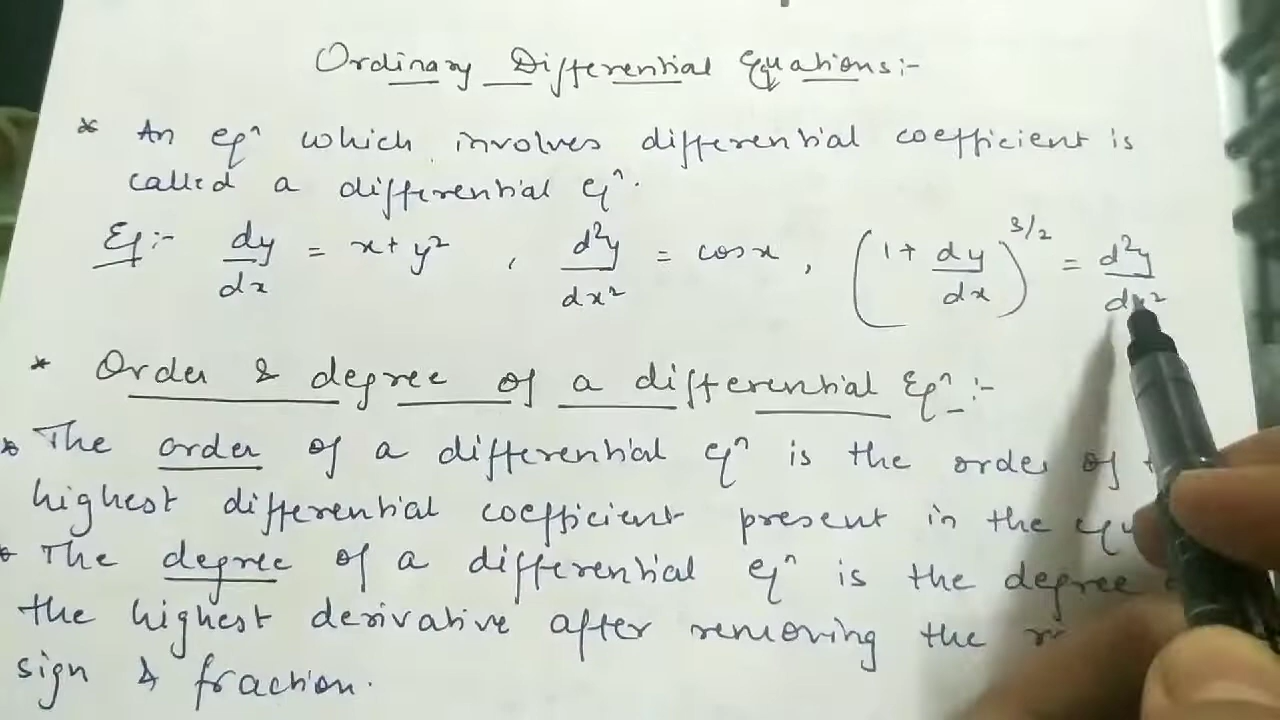 Ordinary Differential Equations:-
* An eqⁿ which involves differential coefficient is
called a differential eqⁿ.
Eg:- dy/dx = x + y² , d²y/dx² = cosx , (1 + dy/dx)^3/2 = d²y/dx²
* Order & degree of a differential Eqⁿ:-
* The order of a differential eqⁿ is the order of
highest differential coefficient present in the
* The degree of a differential eqⁿ is the degree
the highest derivative after removing the
sign & fraction.